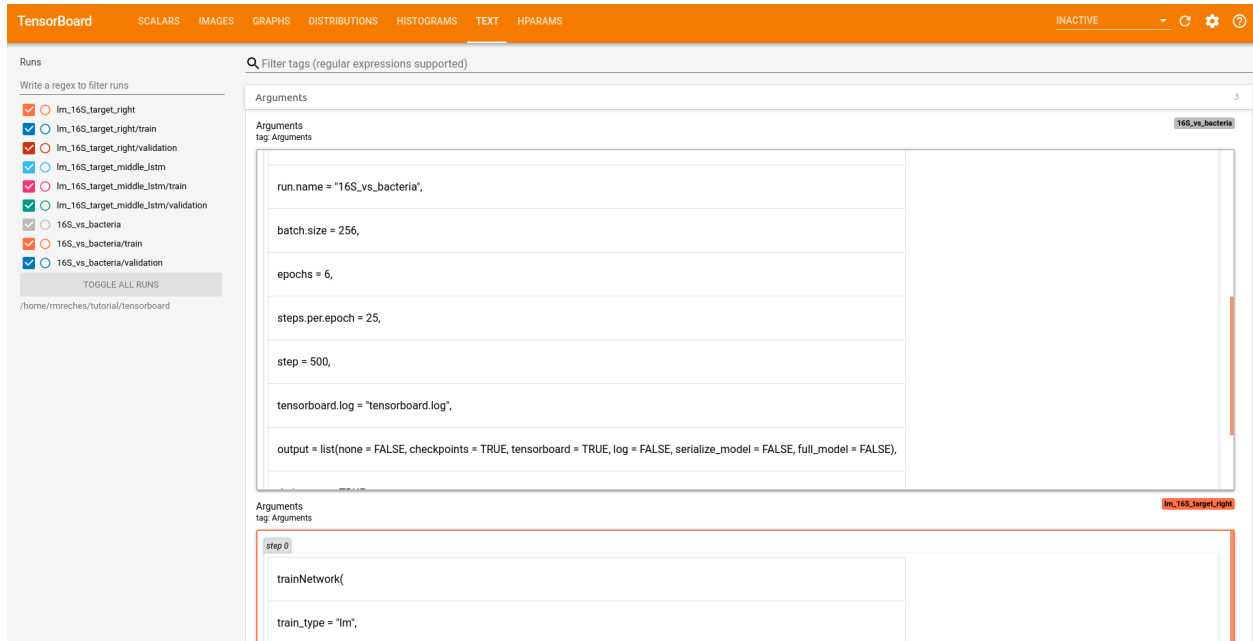 TensorBoard
SCALARS IMAGES GRAPHS DISTRIBUTIONS HISTOGRAMS TEXT HPARAMS
INACTIVE
Runs
Write a regex to filter runs
lm_16S_target_right
lm_16S_target_right/train
lm_16S_target_right/validation
lm_16S_target_middle_lstm
lm_16S_target_middle_lstm/train
lm_16S_target_middle_lstm/validation
16S_vs_bacteria
16S_vs_bacteria/train
16S_vs_bacteria/validation
TOGGLE ALL RUNS
/home/rmreches/tutorial/tensorboard
Filter tags (regular expressions supported)
Arguments 3
Arguments 16S_vs_bacteria
tag: Arguments
run.name = "16S_vs_bacteria",
batch.size = 256,
epochs = 6,
steps.per.epoch = 25,
step = 500,
tensorboard.log = "tensorboard.log",
output = list(none = FALSE, checkpoints = TRUE, tensorboard = TRUE, log = FALSE, serialize_model = FALSE, full_model = FALSE),
Arguments lm_16S_target_right
tag: Arguments
step 0
trainNetwork(
train_type = "lm",